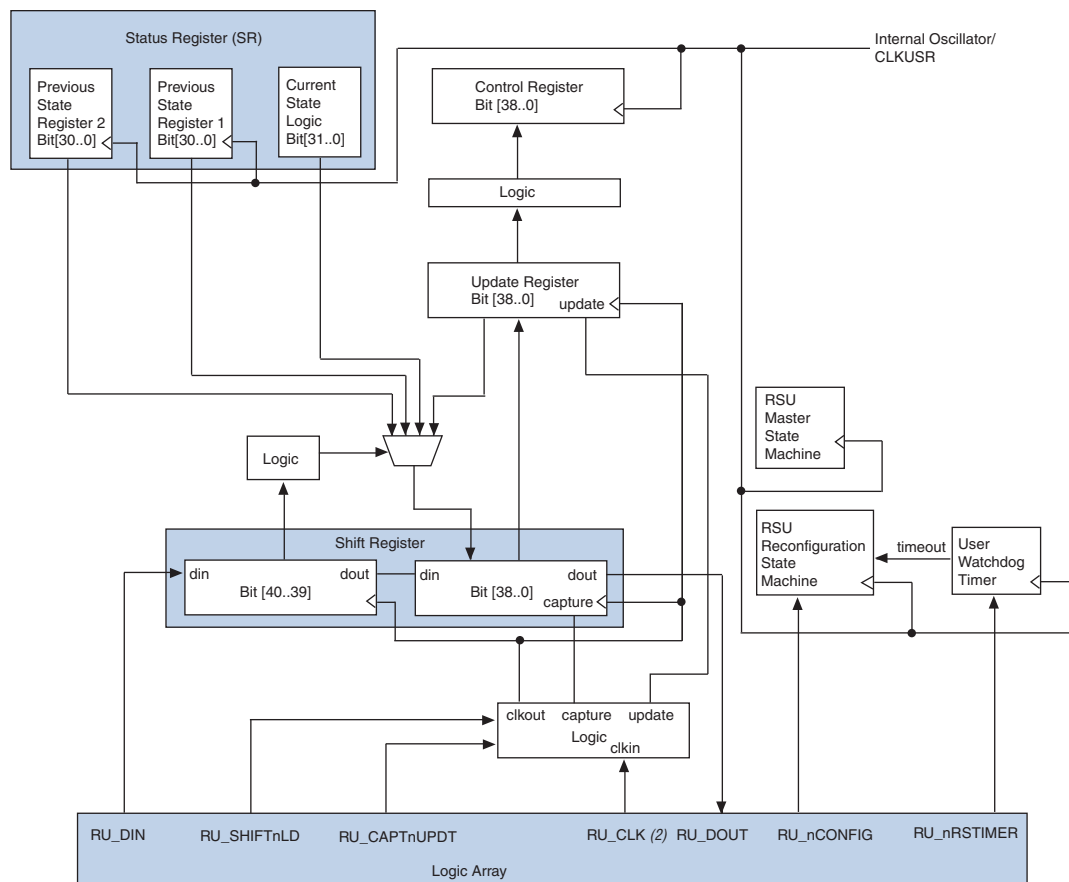 Status Register (SR)
Previous
State
Register 2
Bit[30..0]
Previous
State
Register 1
Bit[30..0]
Current
State
Logic
Bit[31..0]
Control Register
Bit [38..0]
Internal Oscillator/
CLKUSR
Logic
Update Register
Bit [38..0]
update
RSU
Master
State
Machine
Logic
Shift Register
din
dout
Bit [40..39]
din
dout
Bit [38..0]
capture
RSU
Reconfiguration
State
Machine
timeout
User
Watchdog
Timer
clkout capture update
Logic
clkin
RU_DIN
RU_SHIFTnLD
RU_CAPTnUPDT
RU_CLK (2)
RU_DOUT
RU_nCONFIG
RU_nRSTIMER
Logic Array